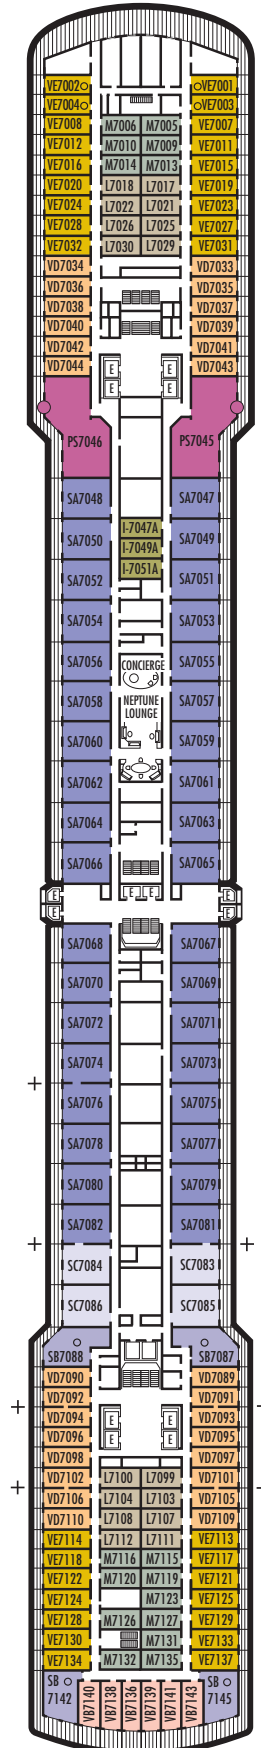 VE7002 VE7001
VE7004 VE7003
VE7008 M7006 M7005 VE7007
VE7012 M7010 M7009 VE7011
VE7016 M7014 M7013 VE7015
VE7020 L7018 L7017 VE7019
VE7024 L7022 L7021 VE7023
VE7028 L7026 L7025 VE7027
VE7032 L7030 L7029 VE7031
VD7034 VD7033
VD7036 VD7035
VD7038 VD7037
VD7040 VD7039
VD7042 VD7041
VD7044 E E VD7043
E E
PS7046 PS7045
SA7048 SA7047
I-7047A
SA7050 I-7049A SA7049
I-7051A
SA7052 SA7051
SA7054 SA7053
SA7056 CONCIERGE SA7055
SA7058 NEPTUNE SA7057
LOUNGE
SA7060 SA7059
SA7062 SA7061
SA7064 SA7063
SA7066 SA7065
E E E E
E E
SA7068 SA7067
SA7070 SA7069
SA7072 SA7071
SA7074 SA7073
SA7076 SA7075
SA7078 SA7077
SA7080 SA7079
SA7082 SA7081
SC7084 SC7083
SC7086 SC7085
SB7088 SB7087
VD7090 VD7089
VD7092 VD7091
VD7094 E E VD7093
VD7096 E E VD7095
VD7098 VD7097
VD7102 L7100 L7099 VD7101
VD7106 L7104 L7103 VD7105
VD7110 L7108 L7107 VD7109
VE7114 L7112 L7111 VE7113
VE7118 M7116 M7115 VE7117
VE7122 M7120 M7119 VE7121
VE7124 M7123 VE7125
VE7128 M7126 M7127 VE7129
VE7130 M7131 VE7133
VE7134 M7132 M7135 VE7137
SB SB
7142 VB7140 VB7138 VB7136 VB7139 VB7141 VB7143 7145